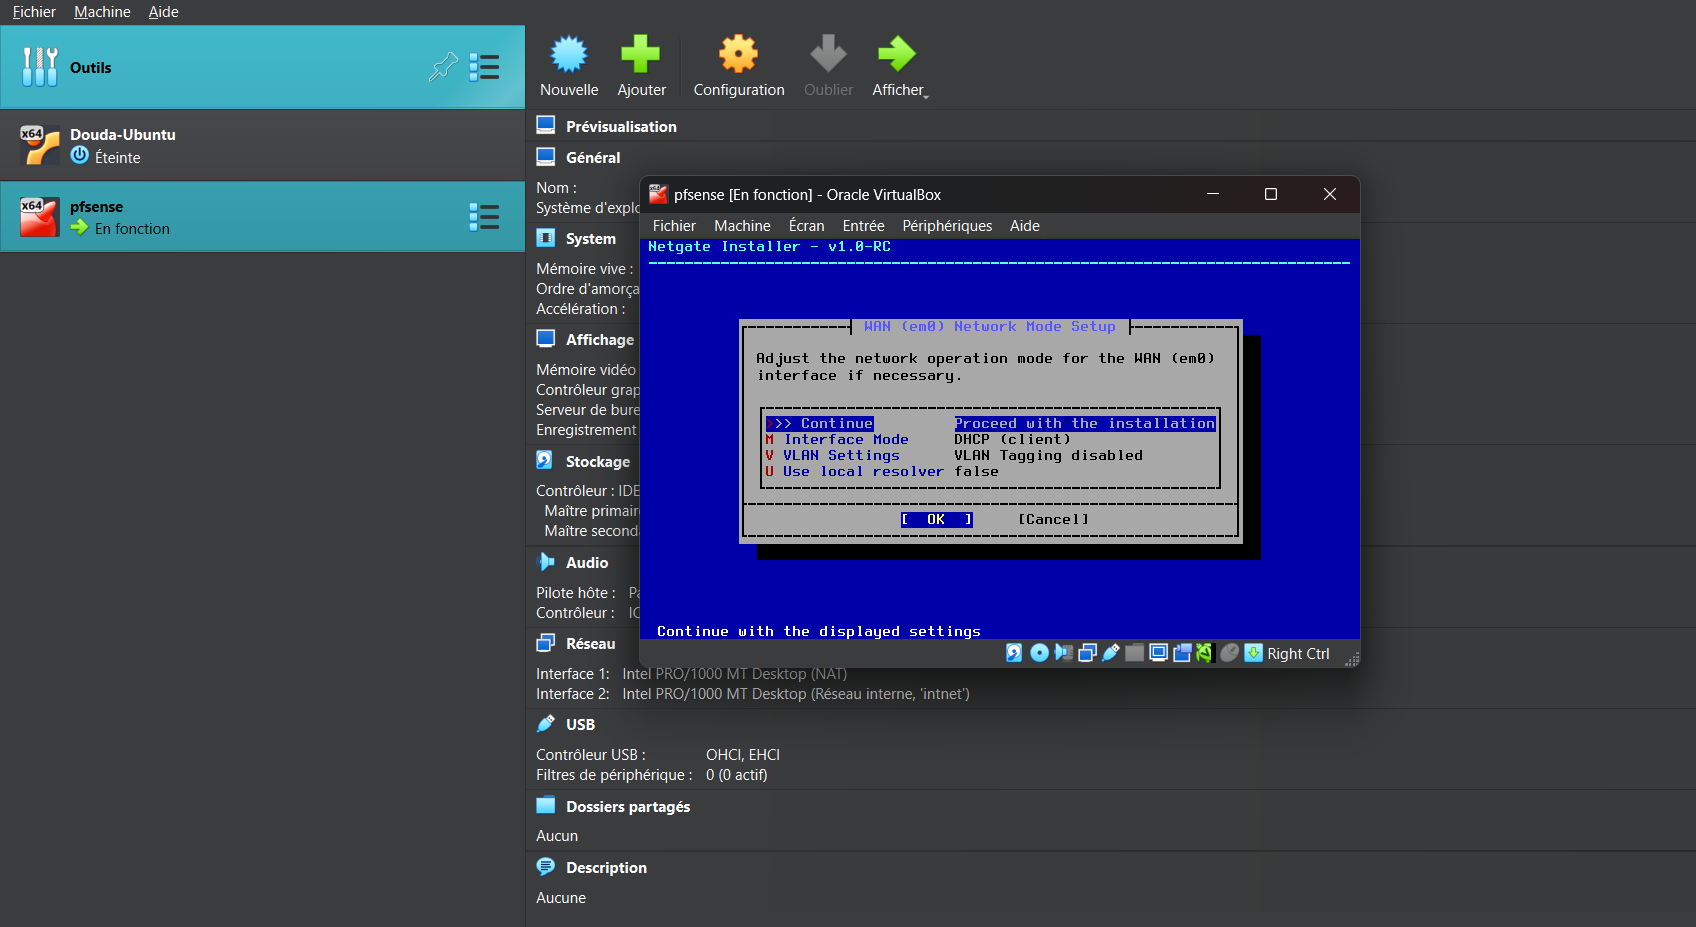 Fichier Machine Aide
Outils
Nouvelle Ajouter Configuration Oublier Afficher
x64 Douda-Ubuntu
Éteinte
x64 pfsense
En fonction
Prévisualisation
Général
Nom :
Système d'explo
System
Mémoire vive :
Ordre d'amorça
Accélération :
Affichage
Mémoire vidéo
Contrôleur grap
Serveur de bure
Enregistrement
Stockage
Contrôleur : IDE
Maître primair
Maître seconda
Audio
Pilote hôte : Pa
Contrôleur : IC
Réseau
Interface 1: Intel PRO/1000 MT Desktop (NAT)
Interface 2: Intel PRO/1000 MT Desktop (Réseau interne, 'intnet')
USB
Contrôleur USB : OHCI, EHCI
Filtres de périphérique : 0 (0 actif)
Dossiers partagés
Aucun
Description
Aucune
pfsense [En fonction] - Oracle VirtualBox
Fichier Machine Écran Entrée Périphériques Aide
Netgate Installer - v1.0-RC
WAN (em0) Network Mode Setup
Adjust the network operation mode for the WAN (em0)
interface if necessary.
>>> Continue Proceed with the installation
M Interface Mode DHCP (client)
V VLAN Settings VLAN Tagging disabled
U Use local resolver false
[ OK ] [Cancel]
Continue with the displayed settings
Right Ctrl